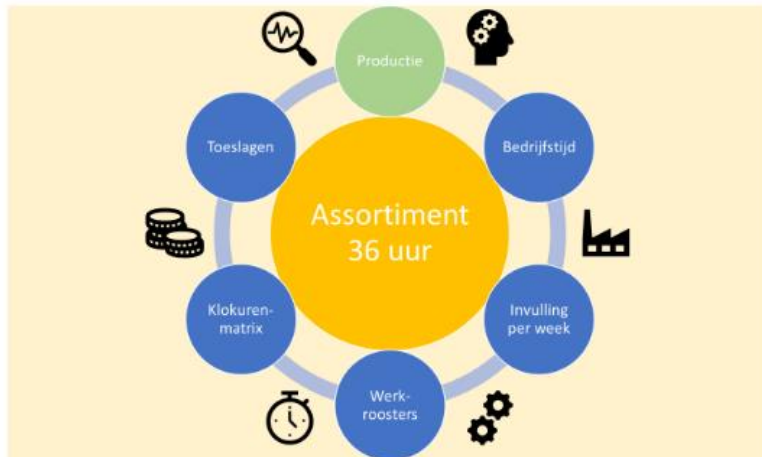 Productie
Bedrijfstijd
Invulling
per week
Werk-
roosters
Klokuren-
matrix
Toeslagen
Assortiment
36 uur